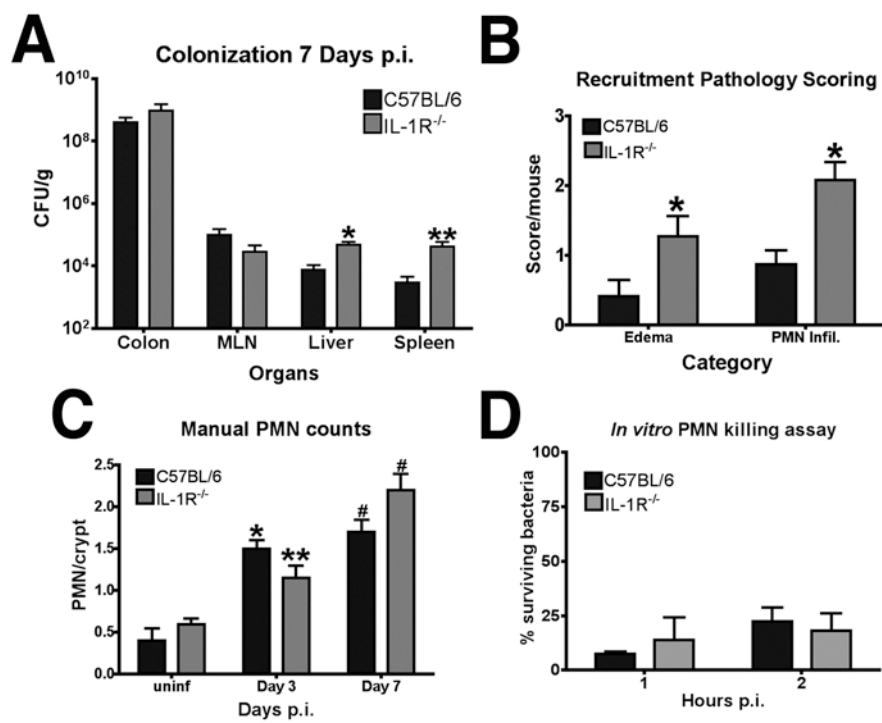 A
Colonization 7 Days p.i.
10^10
10^8
10^6
10^4
10^2
CFU/g
C57BL/6
IL-1R-/-
*
**
Colon MLN Liver Spleen
Organs
B
Recruitment Pathology Scoring
3
2
1
0
Score/mouse
C57BL/6
IL-1R-/-
*
*
Edema PMN Infil.
Category
C
Manual PMN counts
2.5
2.0
1.5
1.0
0.5
0.0
PMN/crypt
C57BL/6
IL-1R-/-
*
**
#
#
uninf Day 3 Day 7
Days p.i.
D
In vitro PMN killing assay
100
75
50
25
0
% surviving bacteria
C57BL/6
IL-1R-/-
1 2
Hours p.i.